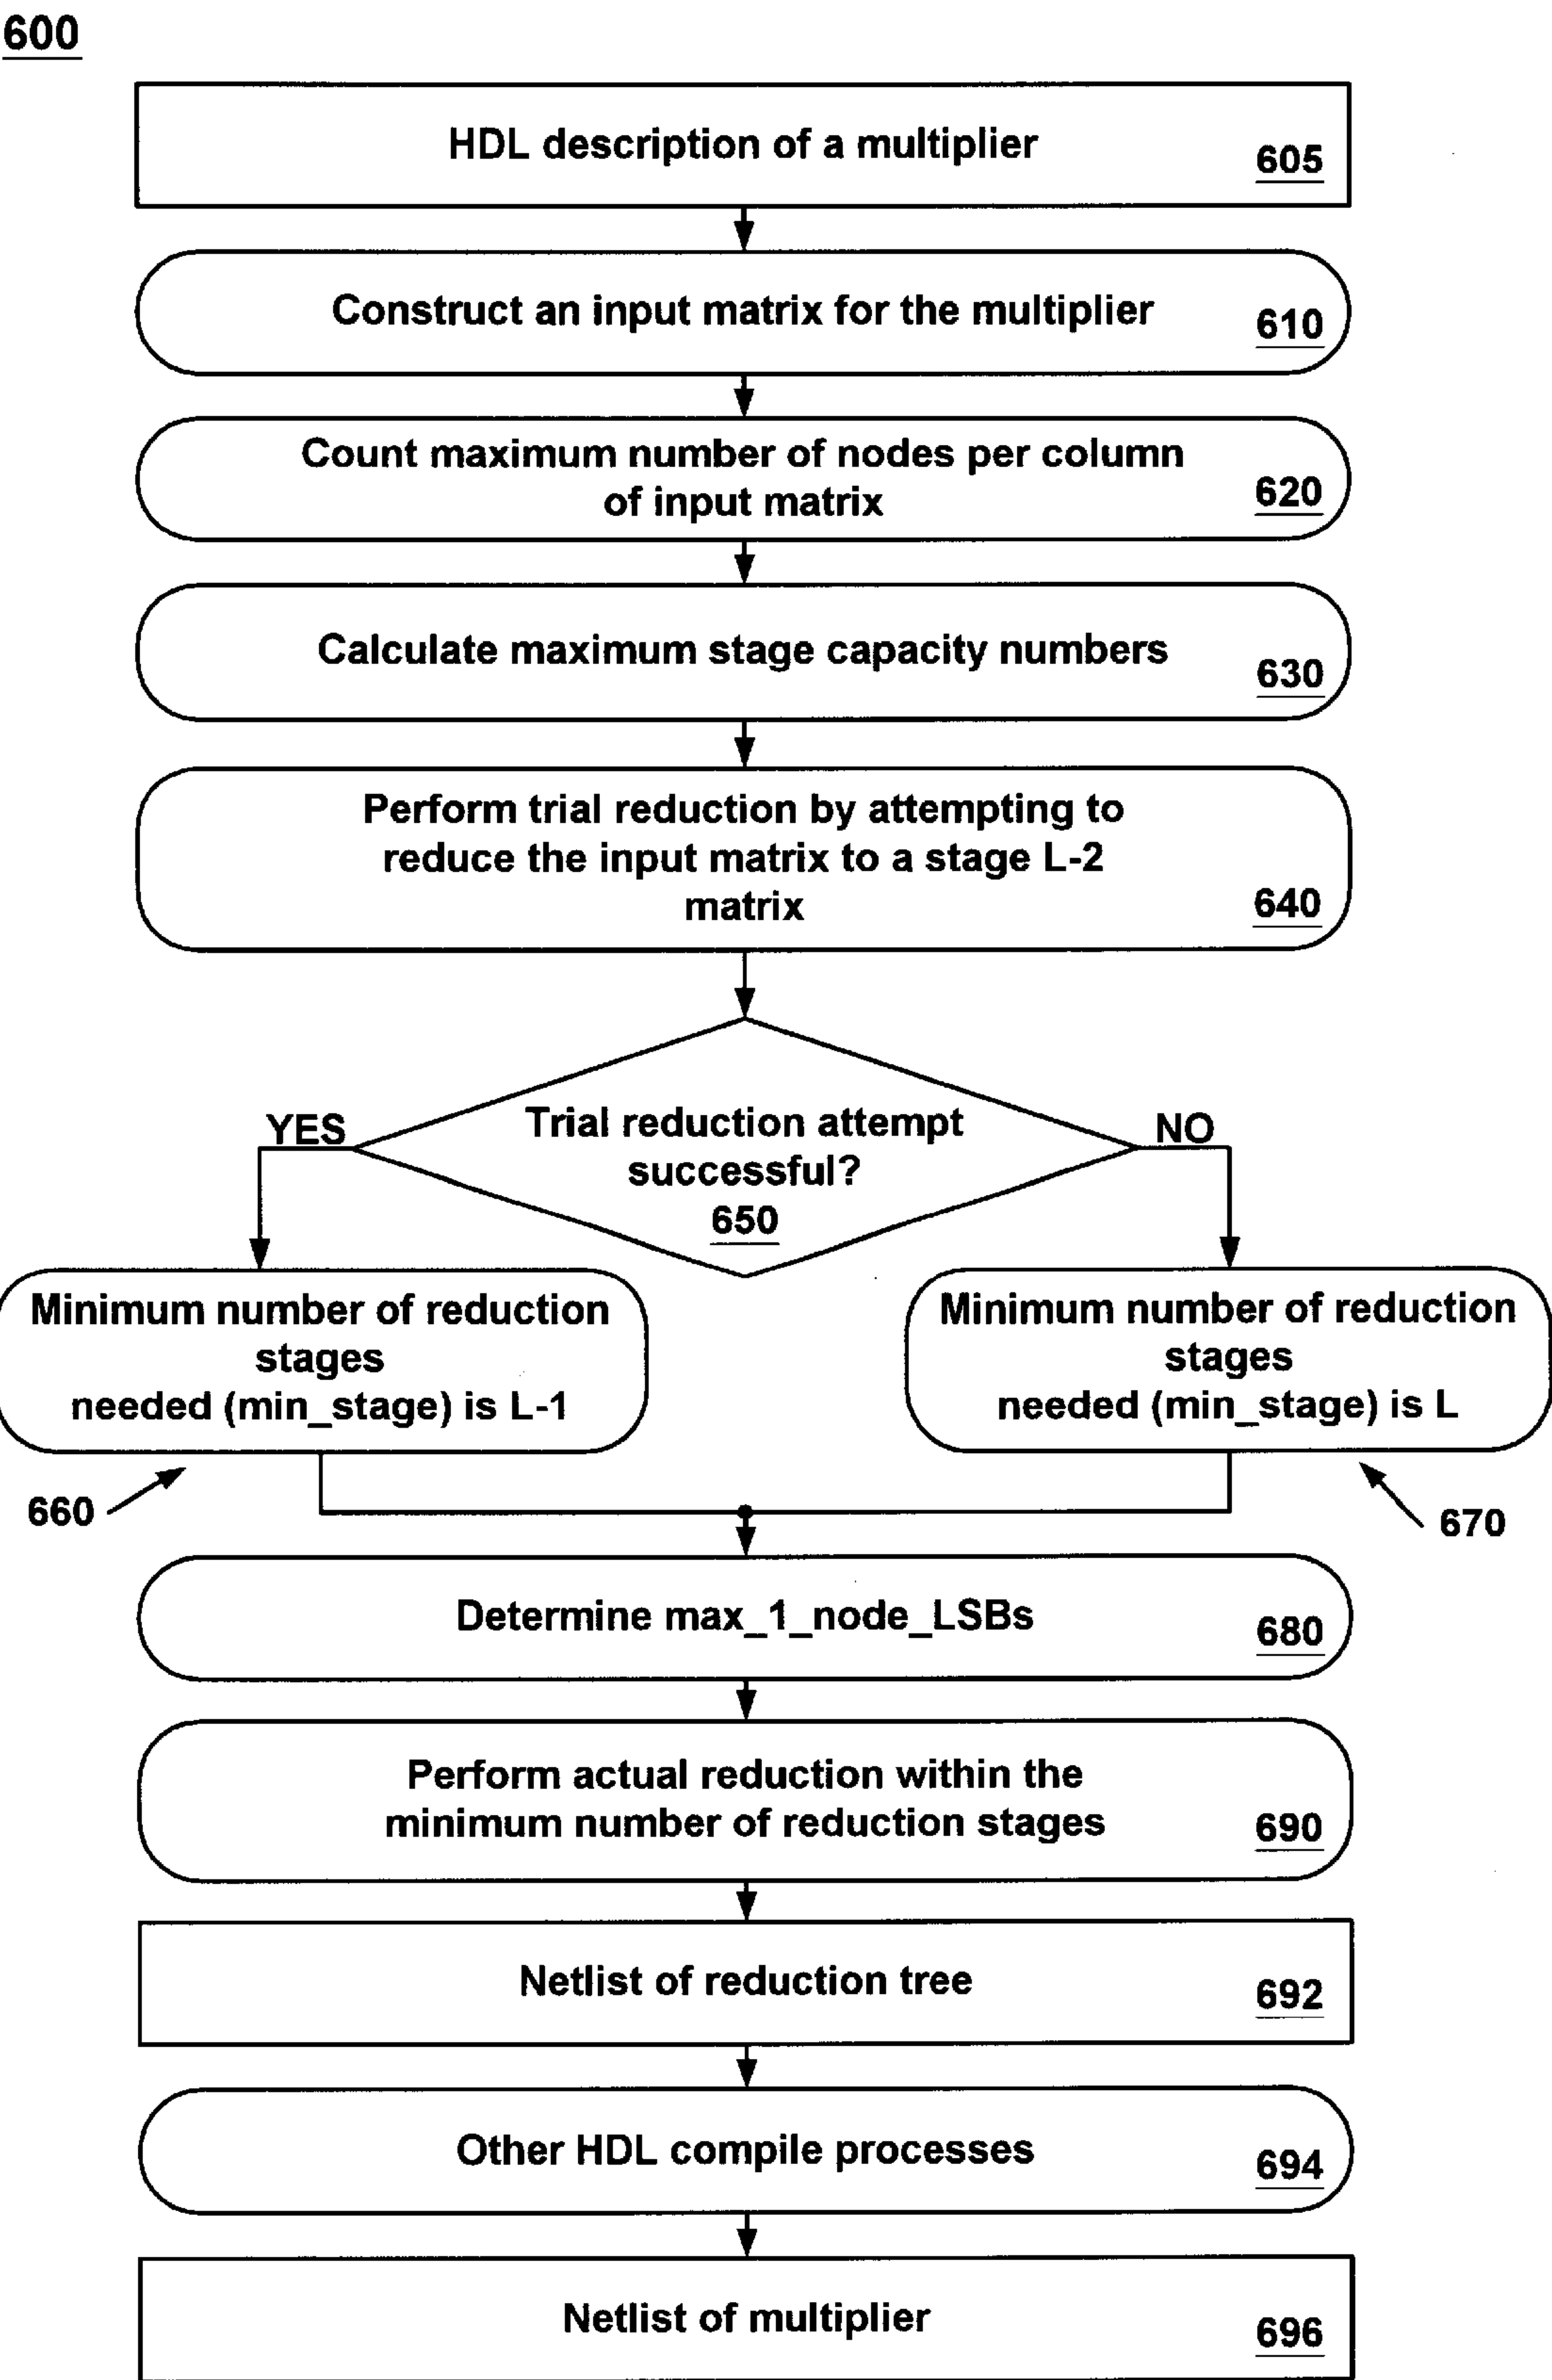 600
HDL description of a multiplier
605
Construct an input matrix for the multiplier
610
Count maximum number of nodes per column
of input matrix
620
Calculate maximum stage capacity numbers
630
Perform trial reduction by attempting to
reduce the input matrix to a stage L-2
matrix
640
Trial reduction attempt
successful?
650
YES
NO
Minimum number of reduction
stages
needed (min_stage) is L-1
660
Minimum number of reduction
stages
needed (min_stage) is L
670
Determine max_1_node_LSBs
680
Perform actual reduction within the
minimum number of reduction stages
690
Netlist of reduction tree
692
Other HDL compile processes
694
Netlist of multiplier
696